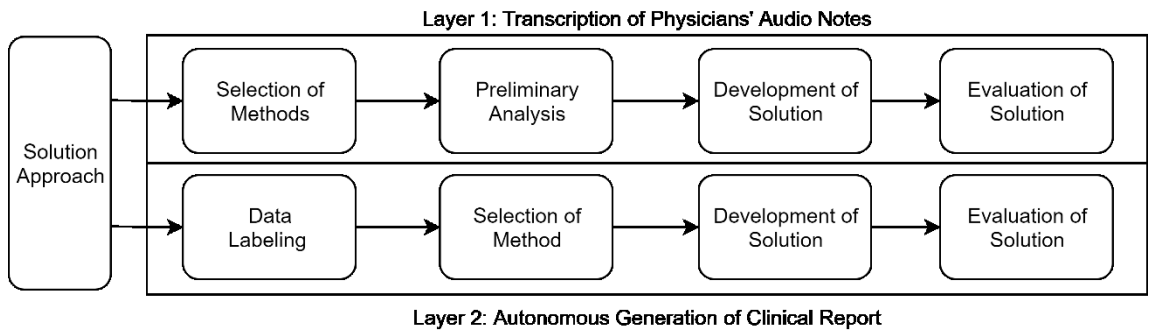 Layer 1: Transcription of Physicians' Audio Notes
Solution
Approach
Selection of
Methods
Preliminary
Analysis
Development of
Solution
Evaluation of
Solution
Data
Labeling
Selection of
Method
Development of
Solution
Evaluation of
Solution
Layer 2: Autonomous Generation of Clinical Report